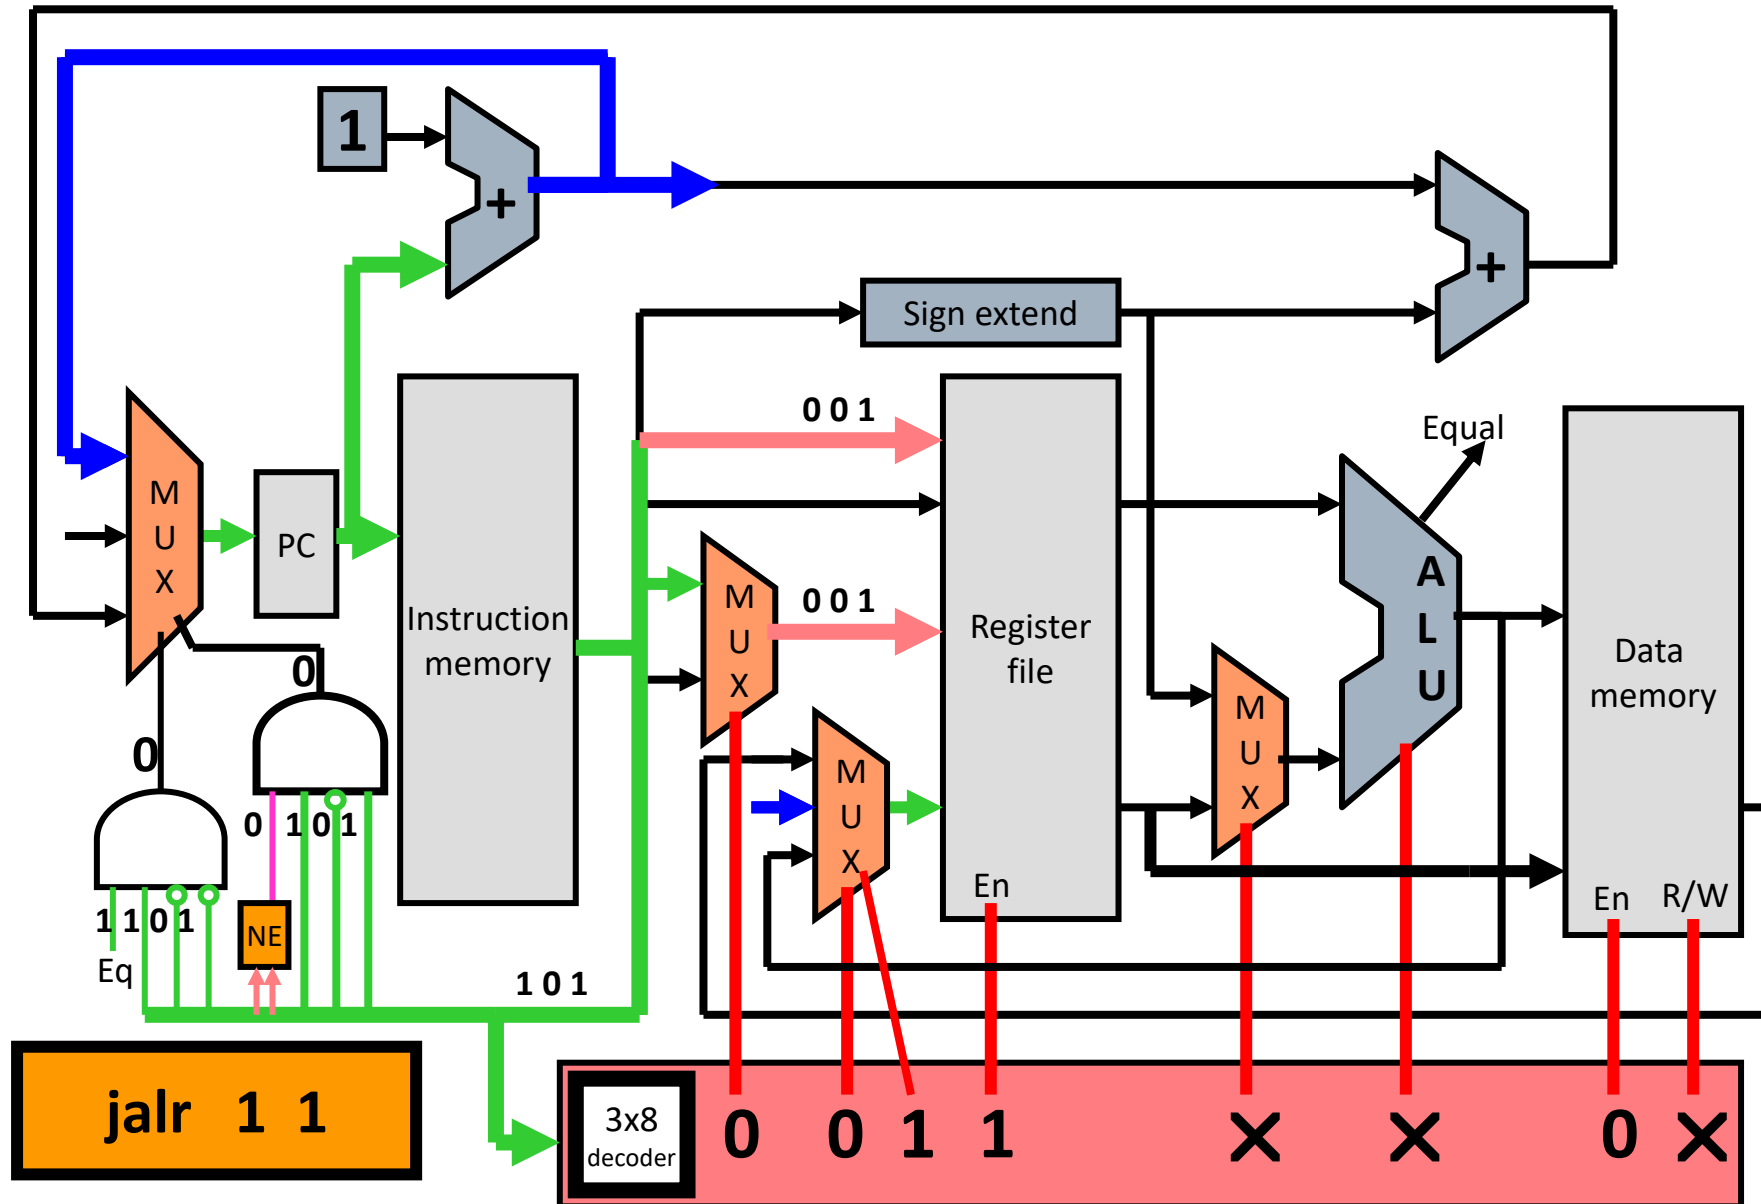 1
+
+
Sign extend
0 0 1
Equal
M
U
X
PC
Instruction
memory
M
U
X
0 0 1
Register
file
A
L
U
Data
memory
M
U
X
M
U
X
0
0
0 1 0 1
En
En R/W
1 1 0 1
NE
Eq
1 0 1
jalr 1 1
3x8
decoder
0 0 1 1 X X 0 X